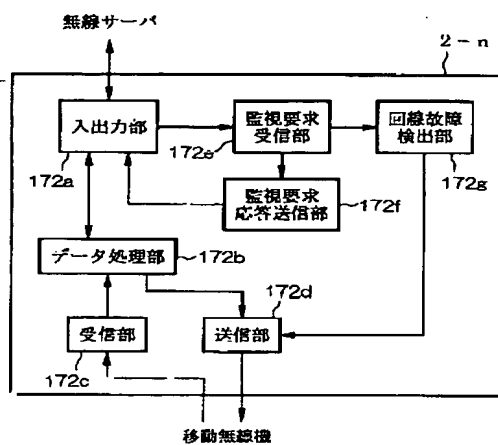 無線サーバ
2-n
入出力部
172a
監視要求
受信部
172e
回線故障
検出部
172g
監視要求
応答送信部
172f
データ処理部
172b
受信部
172c
送信部
172d
移動無線機